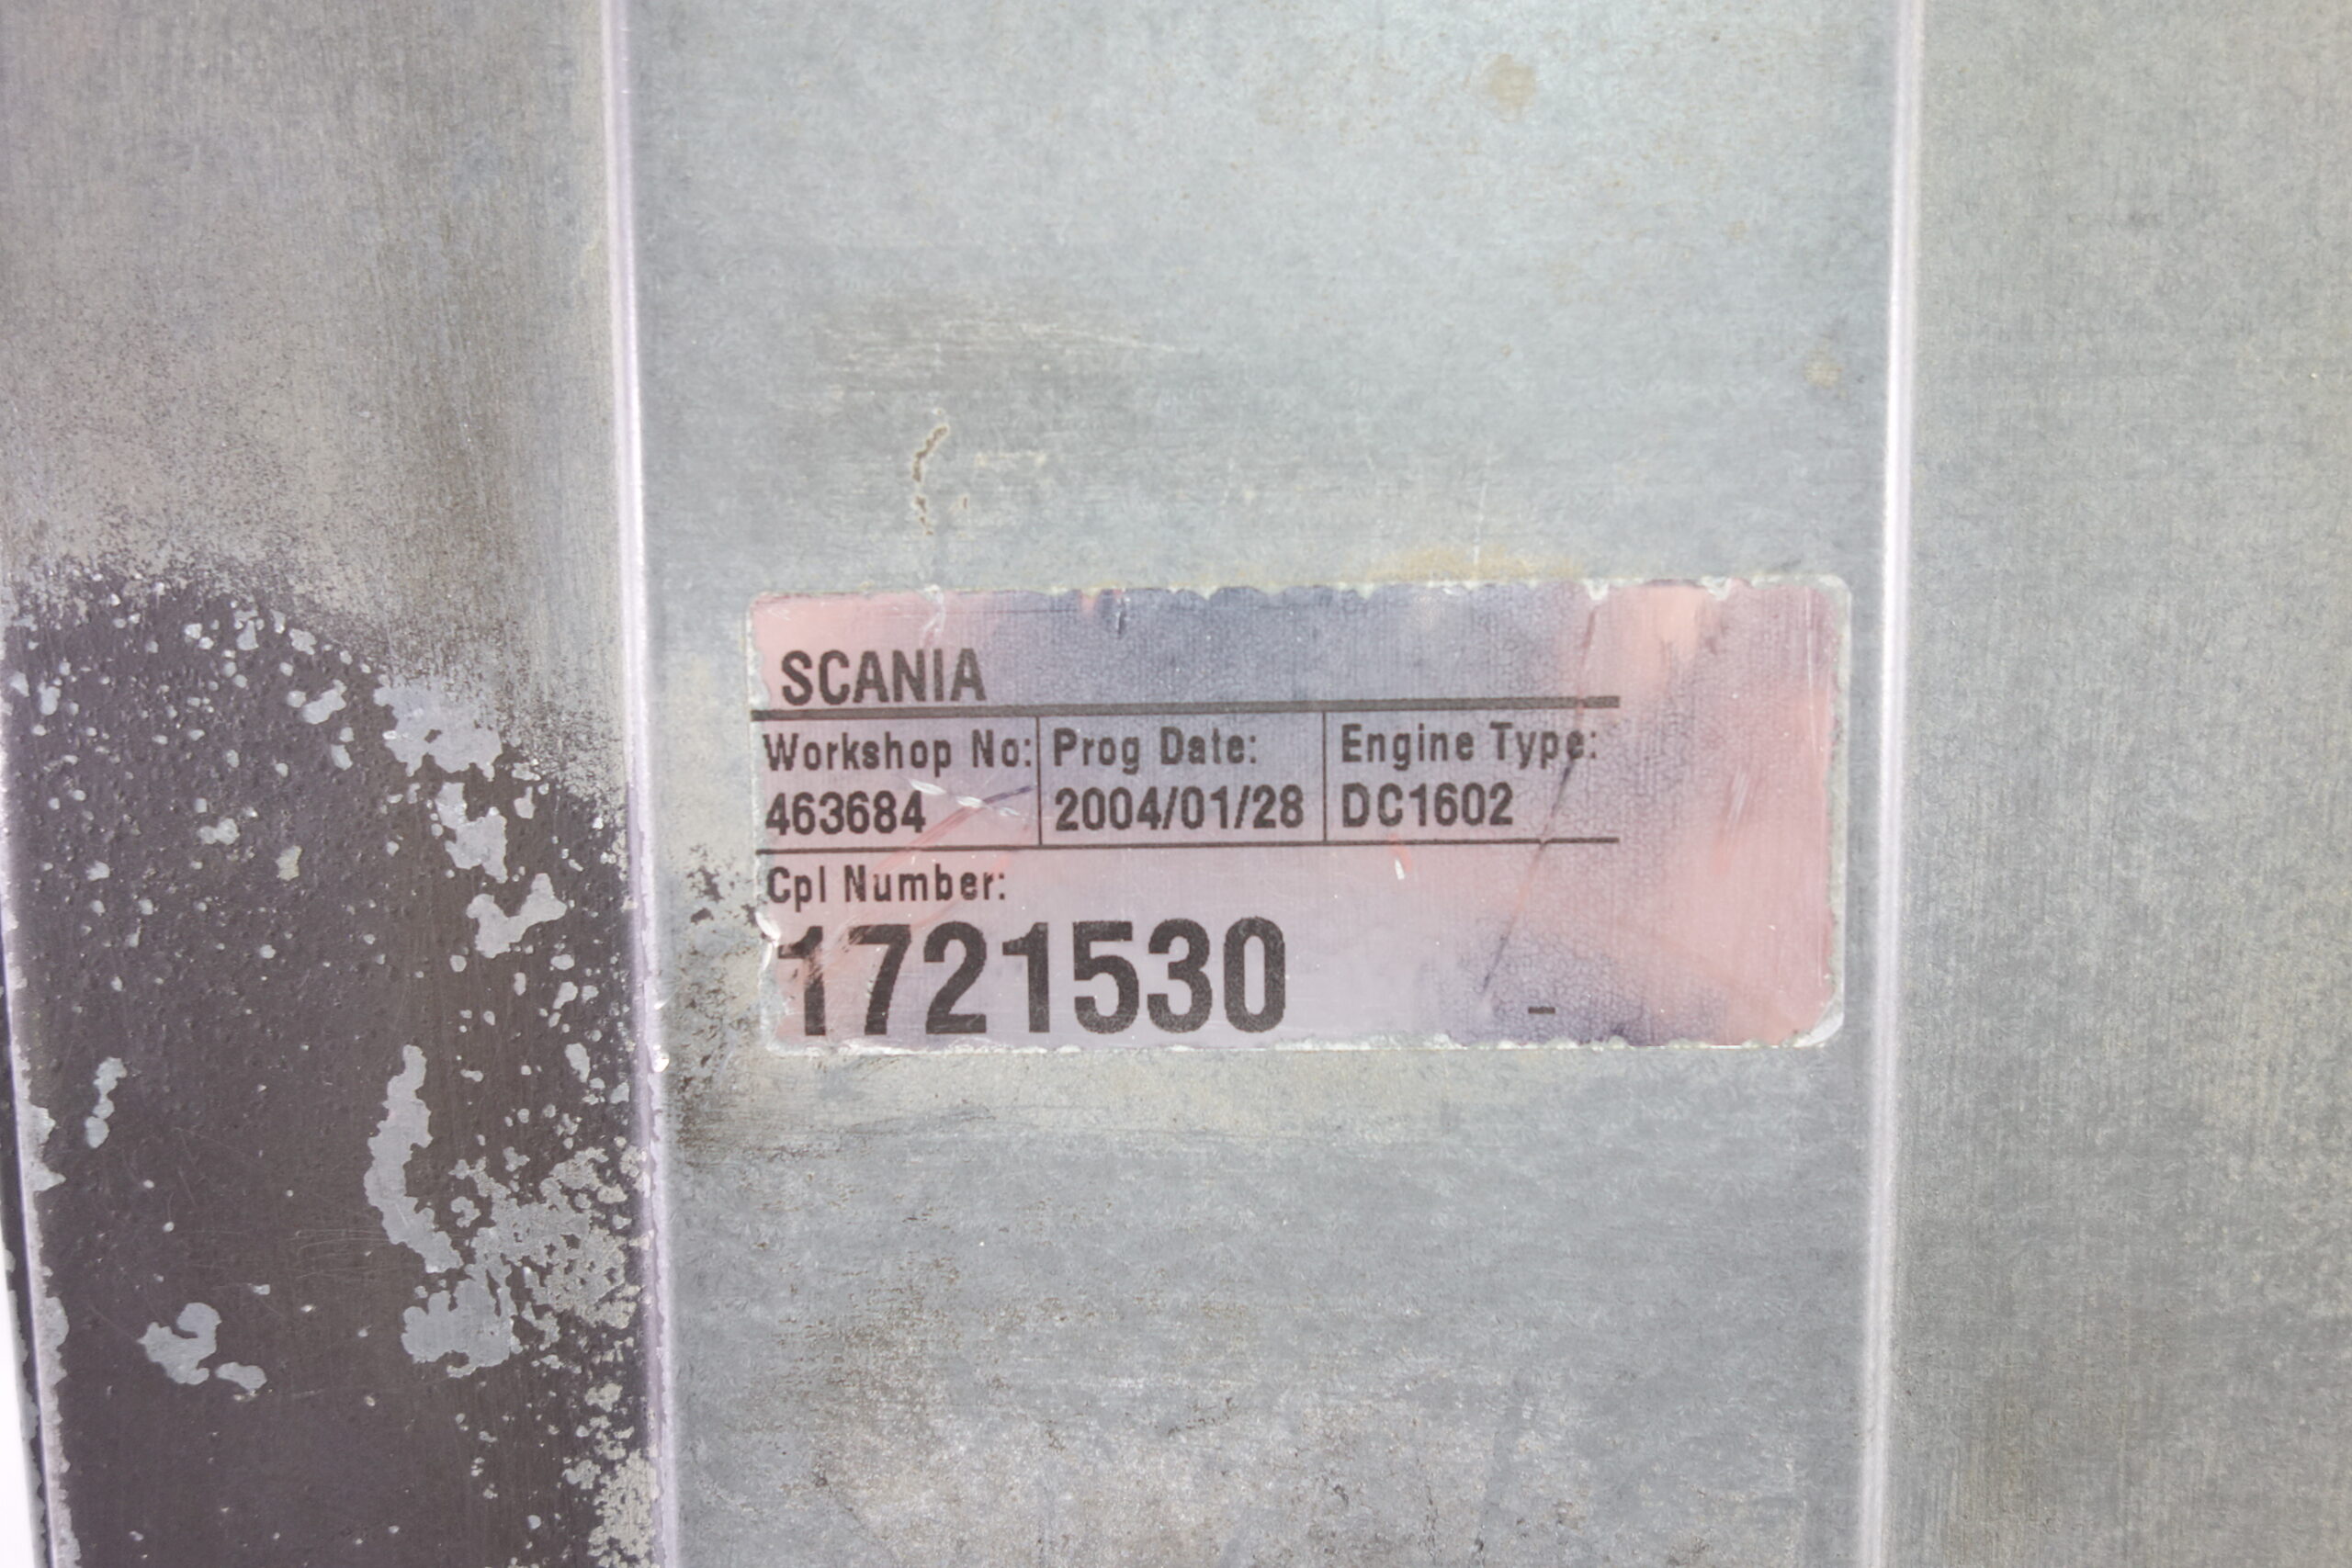 SCANIA
Workshop No: Prog Date: Engine Type:
463684 2004/01/28 DC1602
Cpl Number:
1721530 -